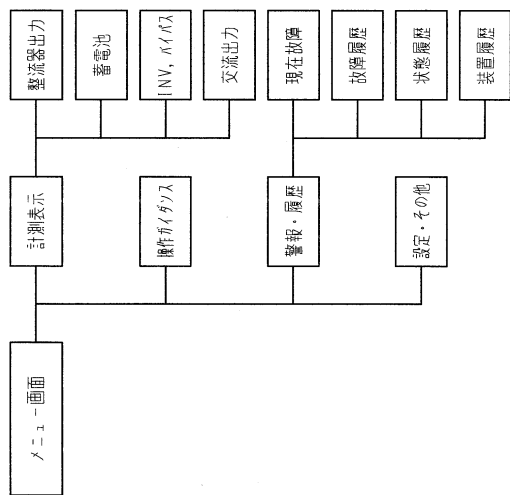 メニュー画面
計測表示
整流器出力
蓄電池
INV,バイパス
交流出力
操作ガイダンス
警報・履歴
現在故障
故障履歴
状態履歴
装置履歴
設定・その他